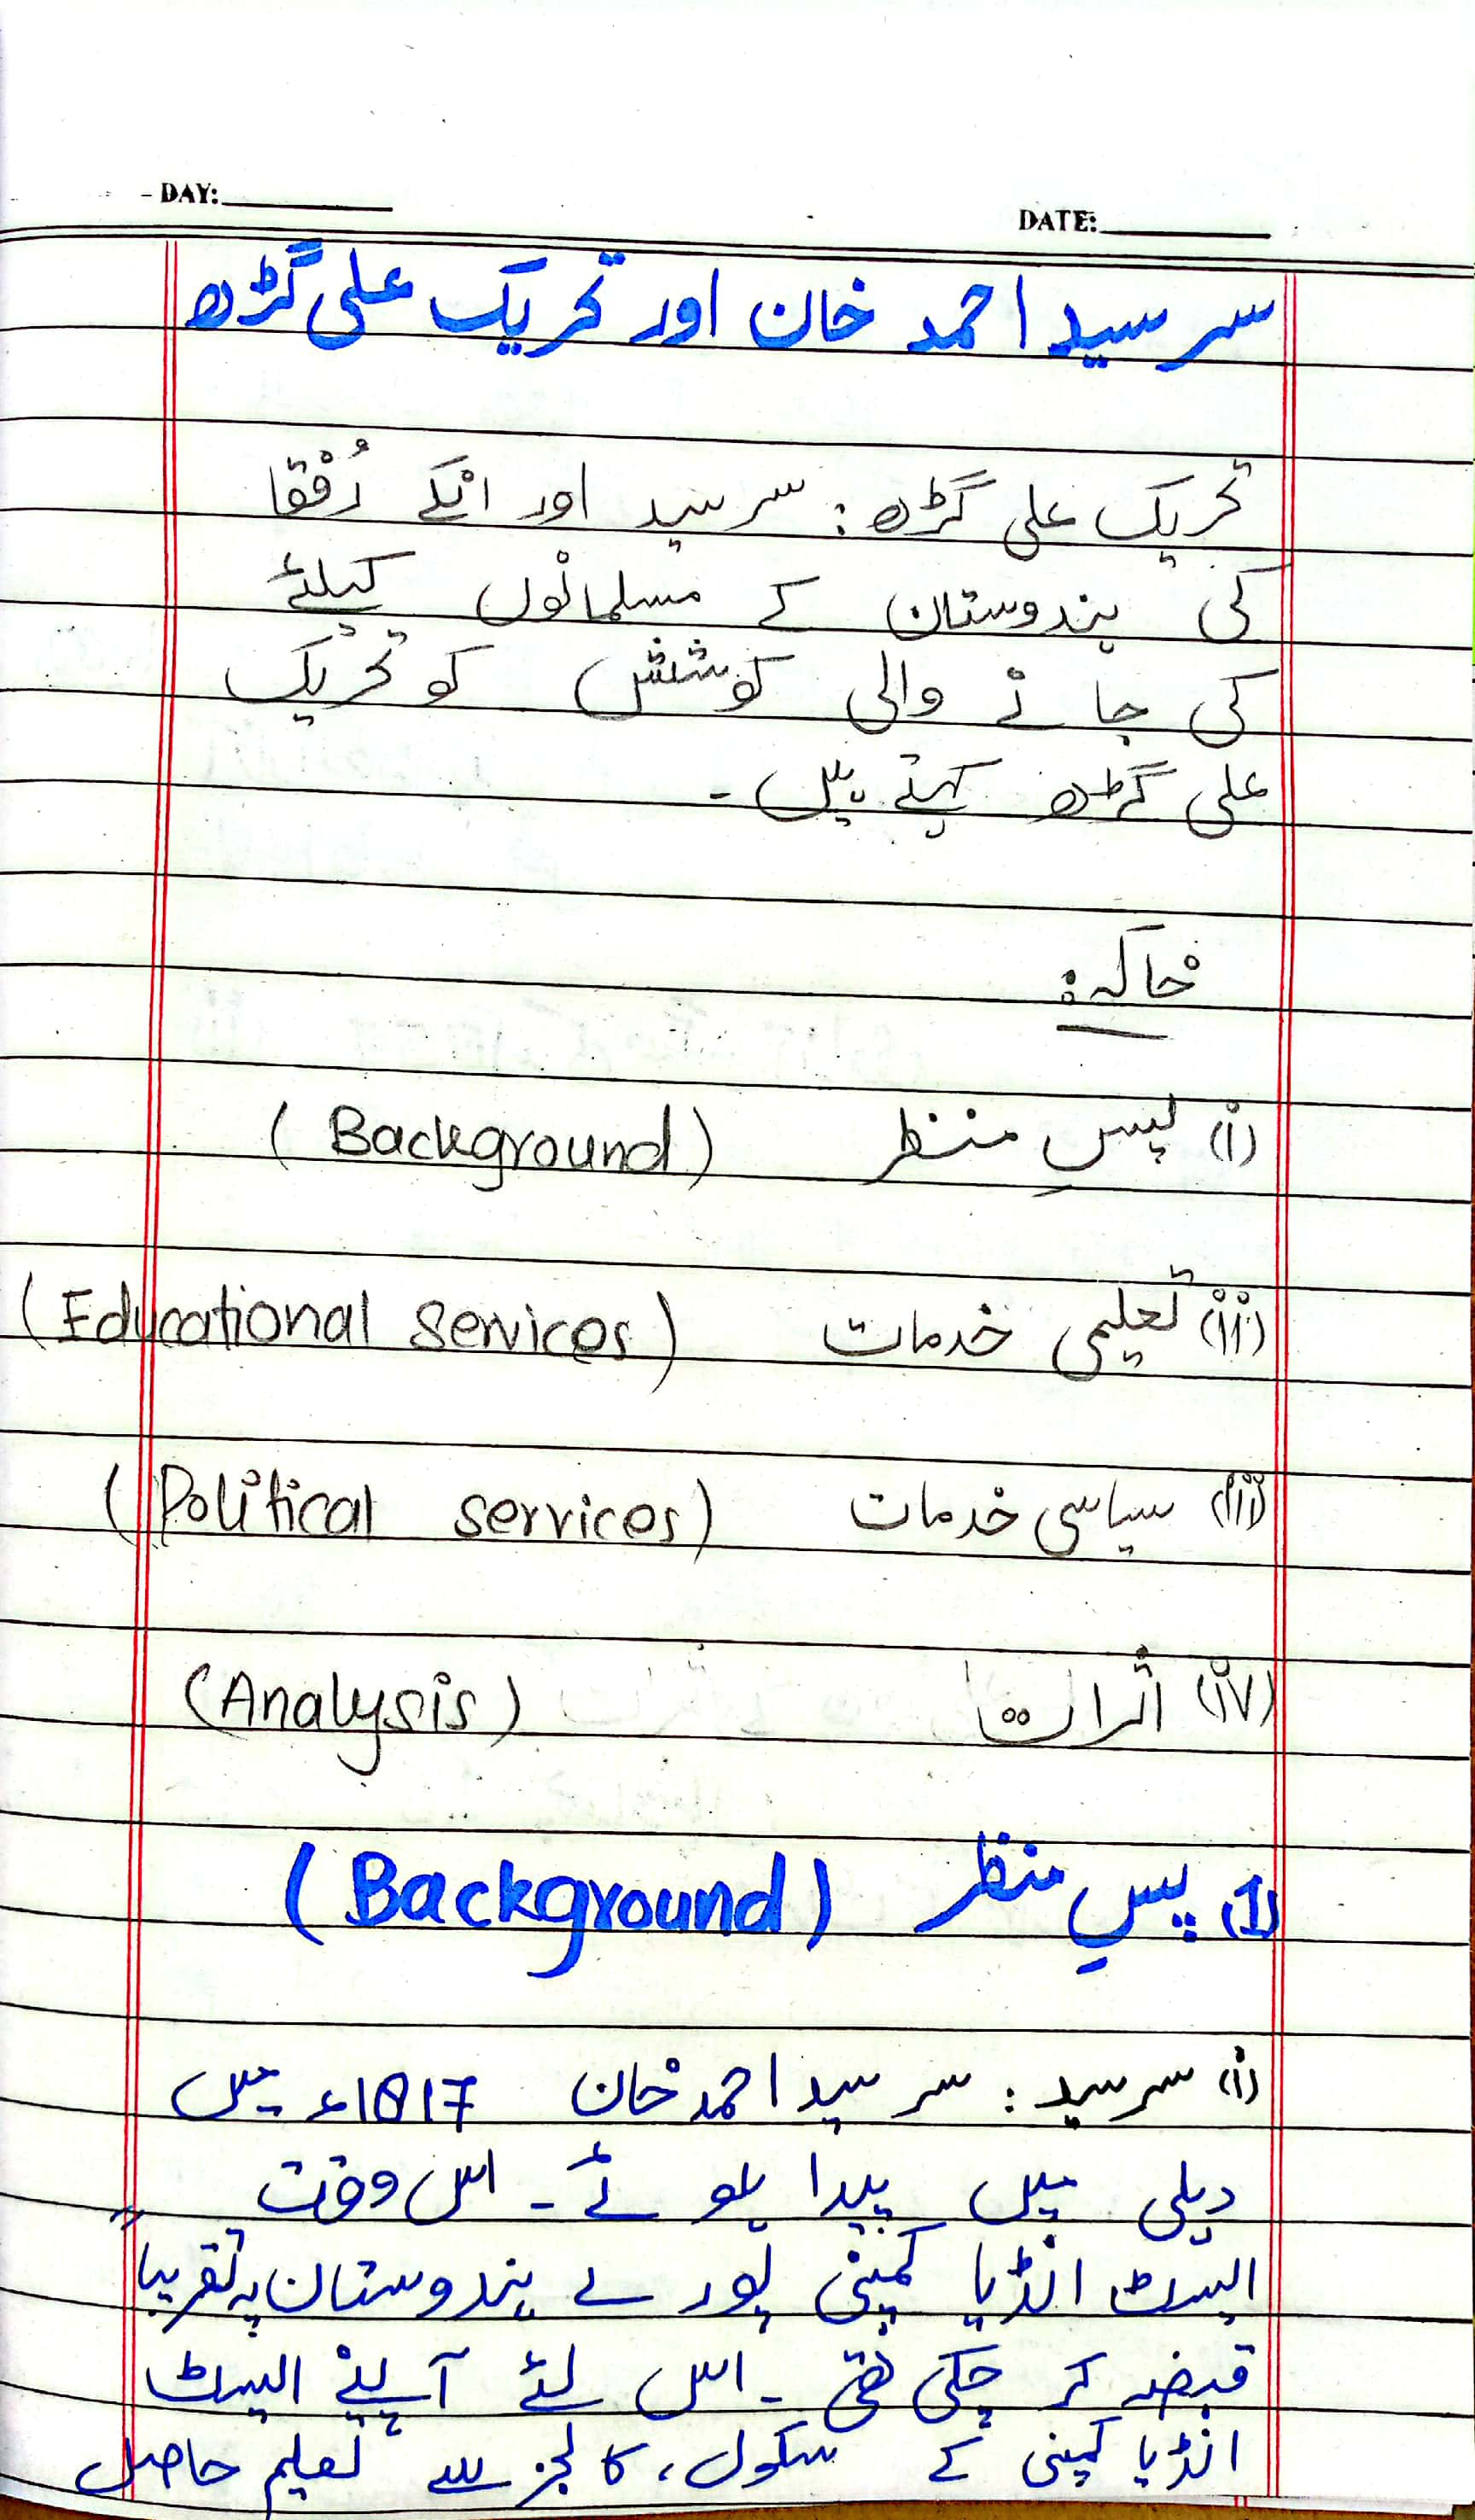 DAY:
DATE:
سر سید احمد خان اور تحریک علی گڑھ
تحریک علی گڑھ: سر سید اور انکے رُفقا
کی ہندوستان کے مسلمانوں کیلئے
کی جانے والی کوشش کو تحریک
علی گڑھ کہتے ہیں۔
خاکہ:
(i) پسِ منظر (Background)
(ii) تعلیمی خدمات (Educational Services)
(iii) سیاسی خدمات (Political services)
(iv) اثرات (Analysis)
(1) پسِ منظر (Background)
(i) سر سید: سر سید احمد خان 1817ء میں
دہلی میں پیدا ہوئے۔ اس وقت
ایسٹ انڈیا کمپنی پورے ہندوستان پہ تقریباً
قبضہ کر چکی تھی۔ اس لئے آپنے ایسٹ
انڈیا کمپنی کے سکول، کالجز سے تعلیم حاصل